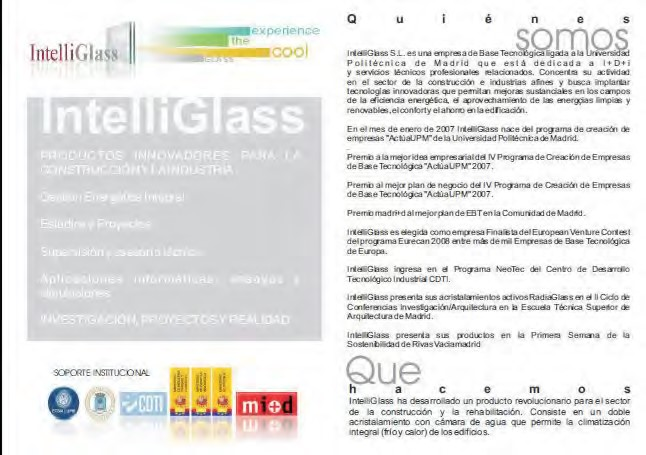 experience
the
IntelliGlass
cool
GLASS
IntelliGlass
PRODUCTOS INNOVADORES PARA LA
CONSTRUCCIÓN Y LA INDUSTRIA
Gestión Energética Integral
Estudios y Proyectos
Supervisión y asesoría técnica
Aplicaciones informáticas, ensayos y
simulaciones
INVESTIGACIÓN, PROYECTOS Y REALIDAD
SOPORTE INSTITUCIONAL
CDTI
mi+d
Quiénes
somos
IntelliGlass S.L. es una empresa de Base Tecnológica ligada a la Universidad
Politécnica de Madrid que está dedicada a I+D+i
y servicios técnicos profesionales relacionados. Concentra su actividad
en el sector de la construcción e industrias afines y busca implantar
tecnologías innovadoras que permitan mejoras sustanciales en los campos
de la eficiencia energética, el aprovechamiento de las energgías limpias y
renovables, el confort y el ahorro en la edificación.
En el mes de enero de 2007 IntelliGlass nace del programa de creación de
empresas "ActúaUPM" de la Universidad Politécnica de Madrid.
Premio a la mejor idea empresarial del IV Programa de Creación de Empresas
de Base Tecnológica "ActuaUPM" 2007.
Premio al mejor plan de negocio del IV Programa de Creación de Empresas
de Base Tecnológica "ActuaUPM" 2007.
Premio madri+d al mejor plan de EBT en la Comunidad de Madrid.
IntelliGlass es elegida como empresa Finalista del European Venture Contest
del programa Eurecan 2008 entre más de mil Empresas de Base Tecnológica
de Europa.
IntelliGlass ingresa en el Programa NeoTec del Centro de Desarrollo
Tecnológico Industrial CDTI.
IntelliGlass presenta sus acristalamientos activos RadiaGlass en el II Ciclo de
Conferencias Investigación/Arquitectura en la Escuela Técnica Superior de
Arquitectura de Madrid.
IntelliGlass presenta sus productos en la Primera Semana de la
Sostenibilidad de Rivas Vaciamadrid
Que
hacemos
IntelliGlass ha desarrollado un producto revolucionario para el sector
de la construcción y la rehabilitación. Consiste en un doble
acristalamiento con cámara de agua que permite la climatización
integral (frío y calor) de los edificios.